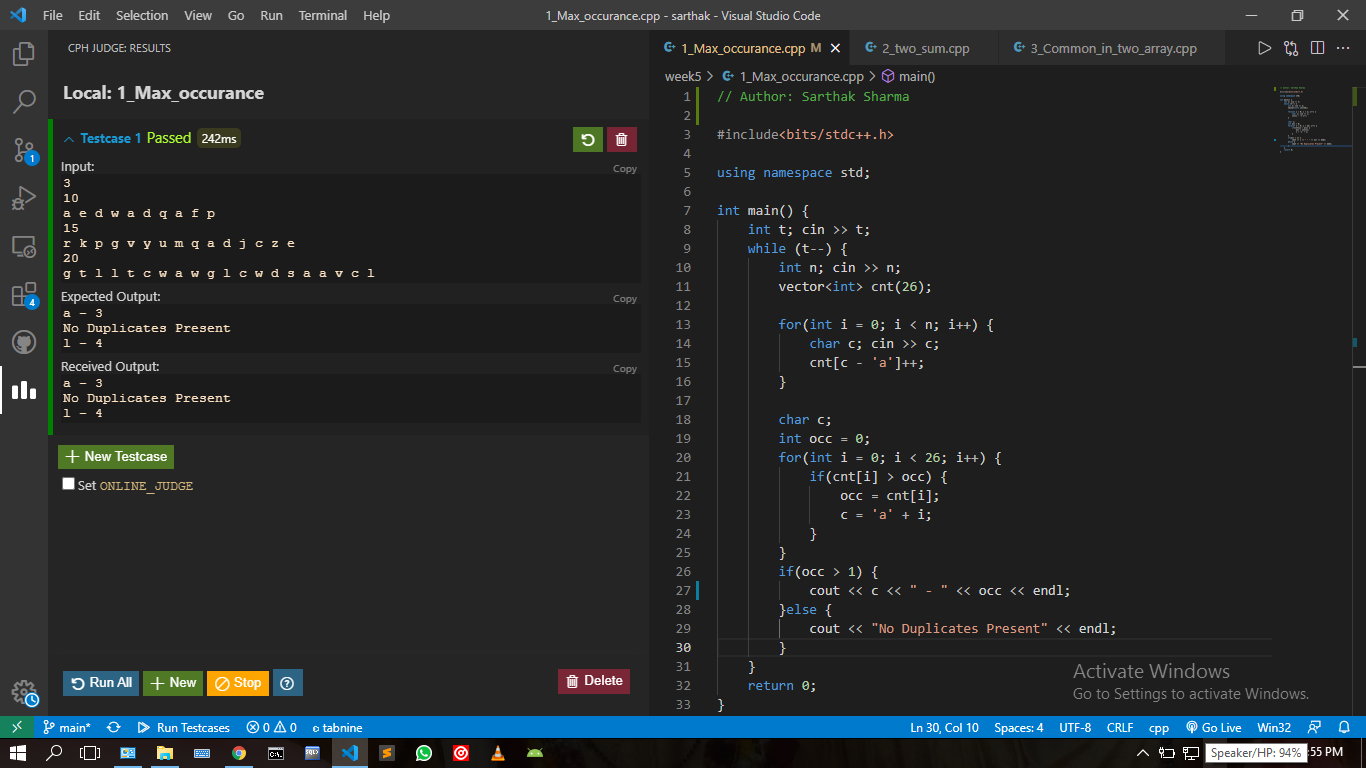 File Edit Selection View Go Run Terminal Help 1_Max_occurance.cpp - sarthak - Visual Studio Code
CPH JUDGE: RESULTS
Local: 1_Max_occurance
Testcase 1 Passed 242ms
Input:
Copy
3
10
a e d w a d q a f p
15
r k p g v y u m q a d j c z e
20
g t l l t c w a w g l c w d s a a v c l
Expected Output:
Copy
a - 3
No Duplicates Present
l - 4
Received Output:
Copy
a - 3
No Duplicates Present
l - 4
New Testcase
Set ONLINE_JUDGE
Run All New Stop Delete
1
4
1_Max_occurance.cpp M 2_two_sum.cpp 3_Common_in_two_array.cpp
week5 > 1_Max_occurance.cpp > main()
1 // Author: Sarthak Sharma
2
3 #include<bits/stdc++.h>
4
5 using namespace std;
6
7 int main() {
8 int t; cin >> t;
9 while (t--) {
10 int n; cin >> n;
11 vector<int> cnt(26);
12
13 for(int i = 0; i < n; i++) {
14 char c; cin >> c;
15 cnt[c - 'a']++;
16 }
17
18 char c;
19 int occ = 0;
20 for(int i = 0; i < 26; i++) {
21 if(cnt[i] > occ) {
22 occ = cnt[i];
23 c = 'a' + i;
24 }
25 }
26 if(occ > 1) {
27 cout << c << " - " << occ << endl;
28 }else {
29 cout << "No Duplicates Present" << endl;
30 }
31 }
32 return 0;
33 }
Activate Windows
Go to Settings to activate Windows.
main* Run Testcases 0 0 tabnine Ln 30, Col 10 Spaces: 4 UTF-8 CRLF cpp Go Live Win32
Speaker/HP: 94% :55 PM